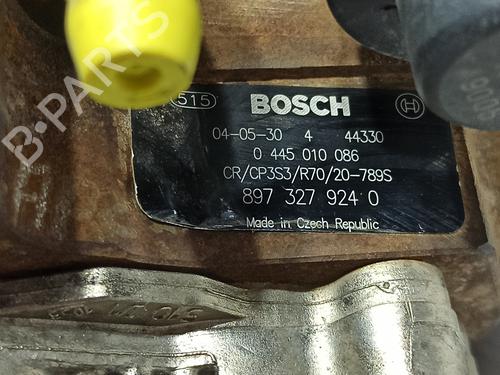 B-PARTS
515 BOSCH
04-05-30 4 44330
0 445 010 086
CR/CP3S3/R70/20-789S
897 327 924 0
Made in Czech Republic